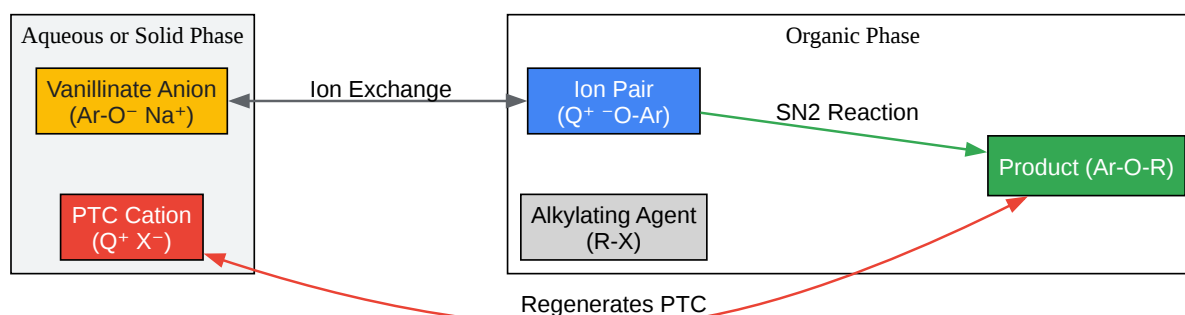 Aqueous or Solid Phase
Vanillinate Anion
(Ar-O⁻ Na⁺)
PTC Cation
(Q⁺ X⁻)
Ion Exchange
Organic Phase
Ion Pair
(Q⁺ ⁻O-Ar)
SN2 Reaction
Product (Ar-O-R)
Alkylating Agent
(R-X)
Regenerates PTC